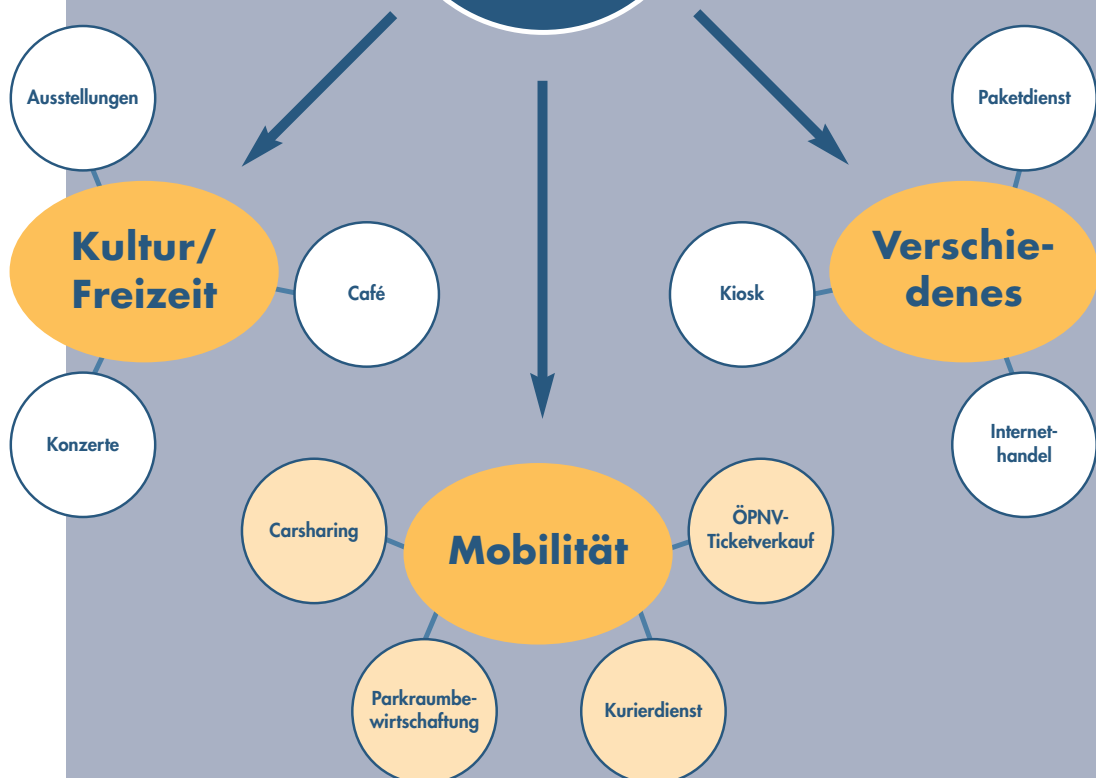 Ausstellungen
Paketdienst
Kultur/
Freizeit
Café
Kiosk
Verschie-
denes
Konzerte
Internet-
handel
Carsharing
Mobilität
ÖPNV-
Ticketverkauf
Parkraumbe-
wirtschaftung
Kurierdienst